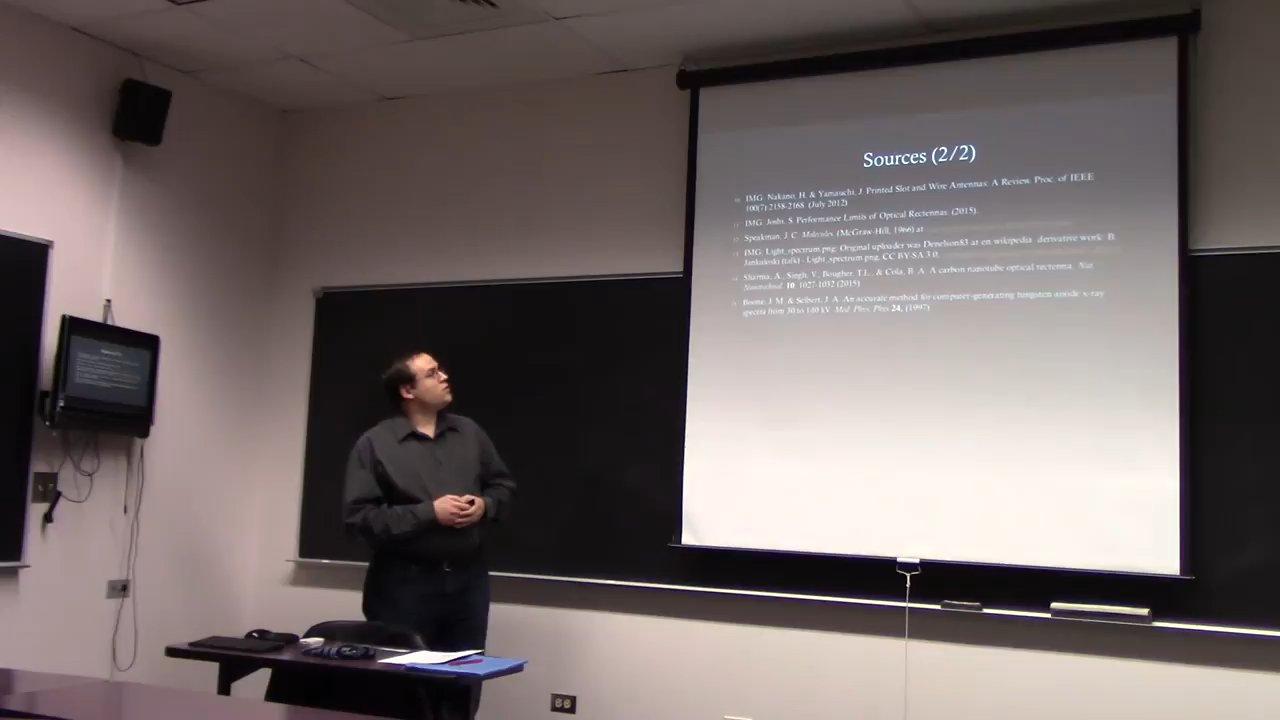 Sources (2/2)
IMG: Nakano, H. & Yamauchi, J. Printed Slot and Wire Antennas: A Review. Proc. of IEEE
100(7) 2158-2168. (July 2012)
IMG: Joshi, S. Performance Limits of Optical Rectennas. (2015).
Speakman, J. C. Molecules. (McGraw-Hill, 1966) at
IMG: Light_spectrum.png: Original uploader was Denelson83 at en.wikipedia derivative work: B.
Jankuloski (talk) - Light_spectrum.png, CC BY-SA 3.0,
Sharma, A., Singh, V., Bougher, T.L., & Cola, B. A. A carbon nanotube optical rectenna. Nat
Nanotechnol. 10, 1027-1032 (2015)
Boone, J. M. & Seibert, J. A. An accurate method for computer-generating tungsten anode x-ray
spectra from 30 to 140 kV. Med. Phys. Phys 24, (1997)